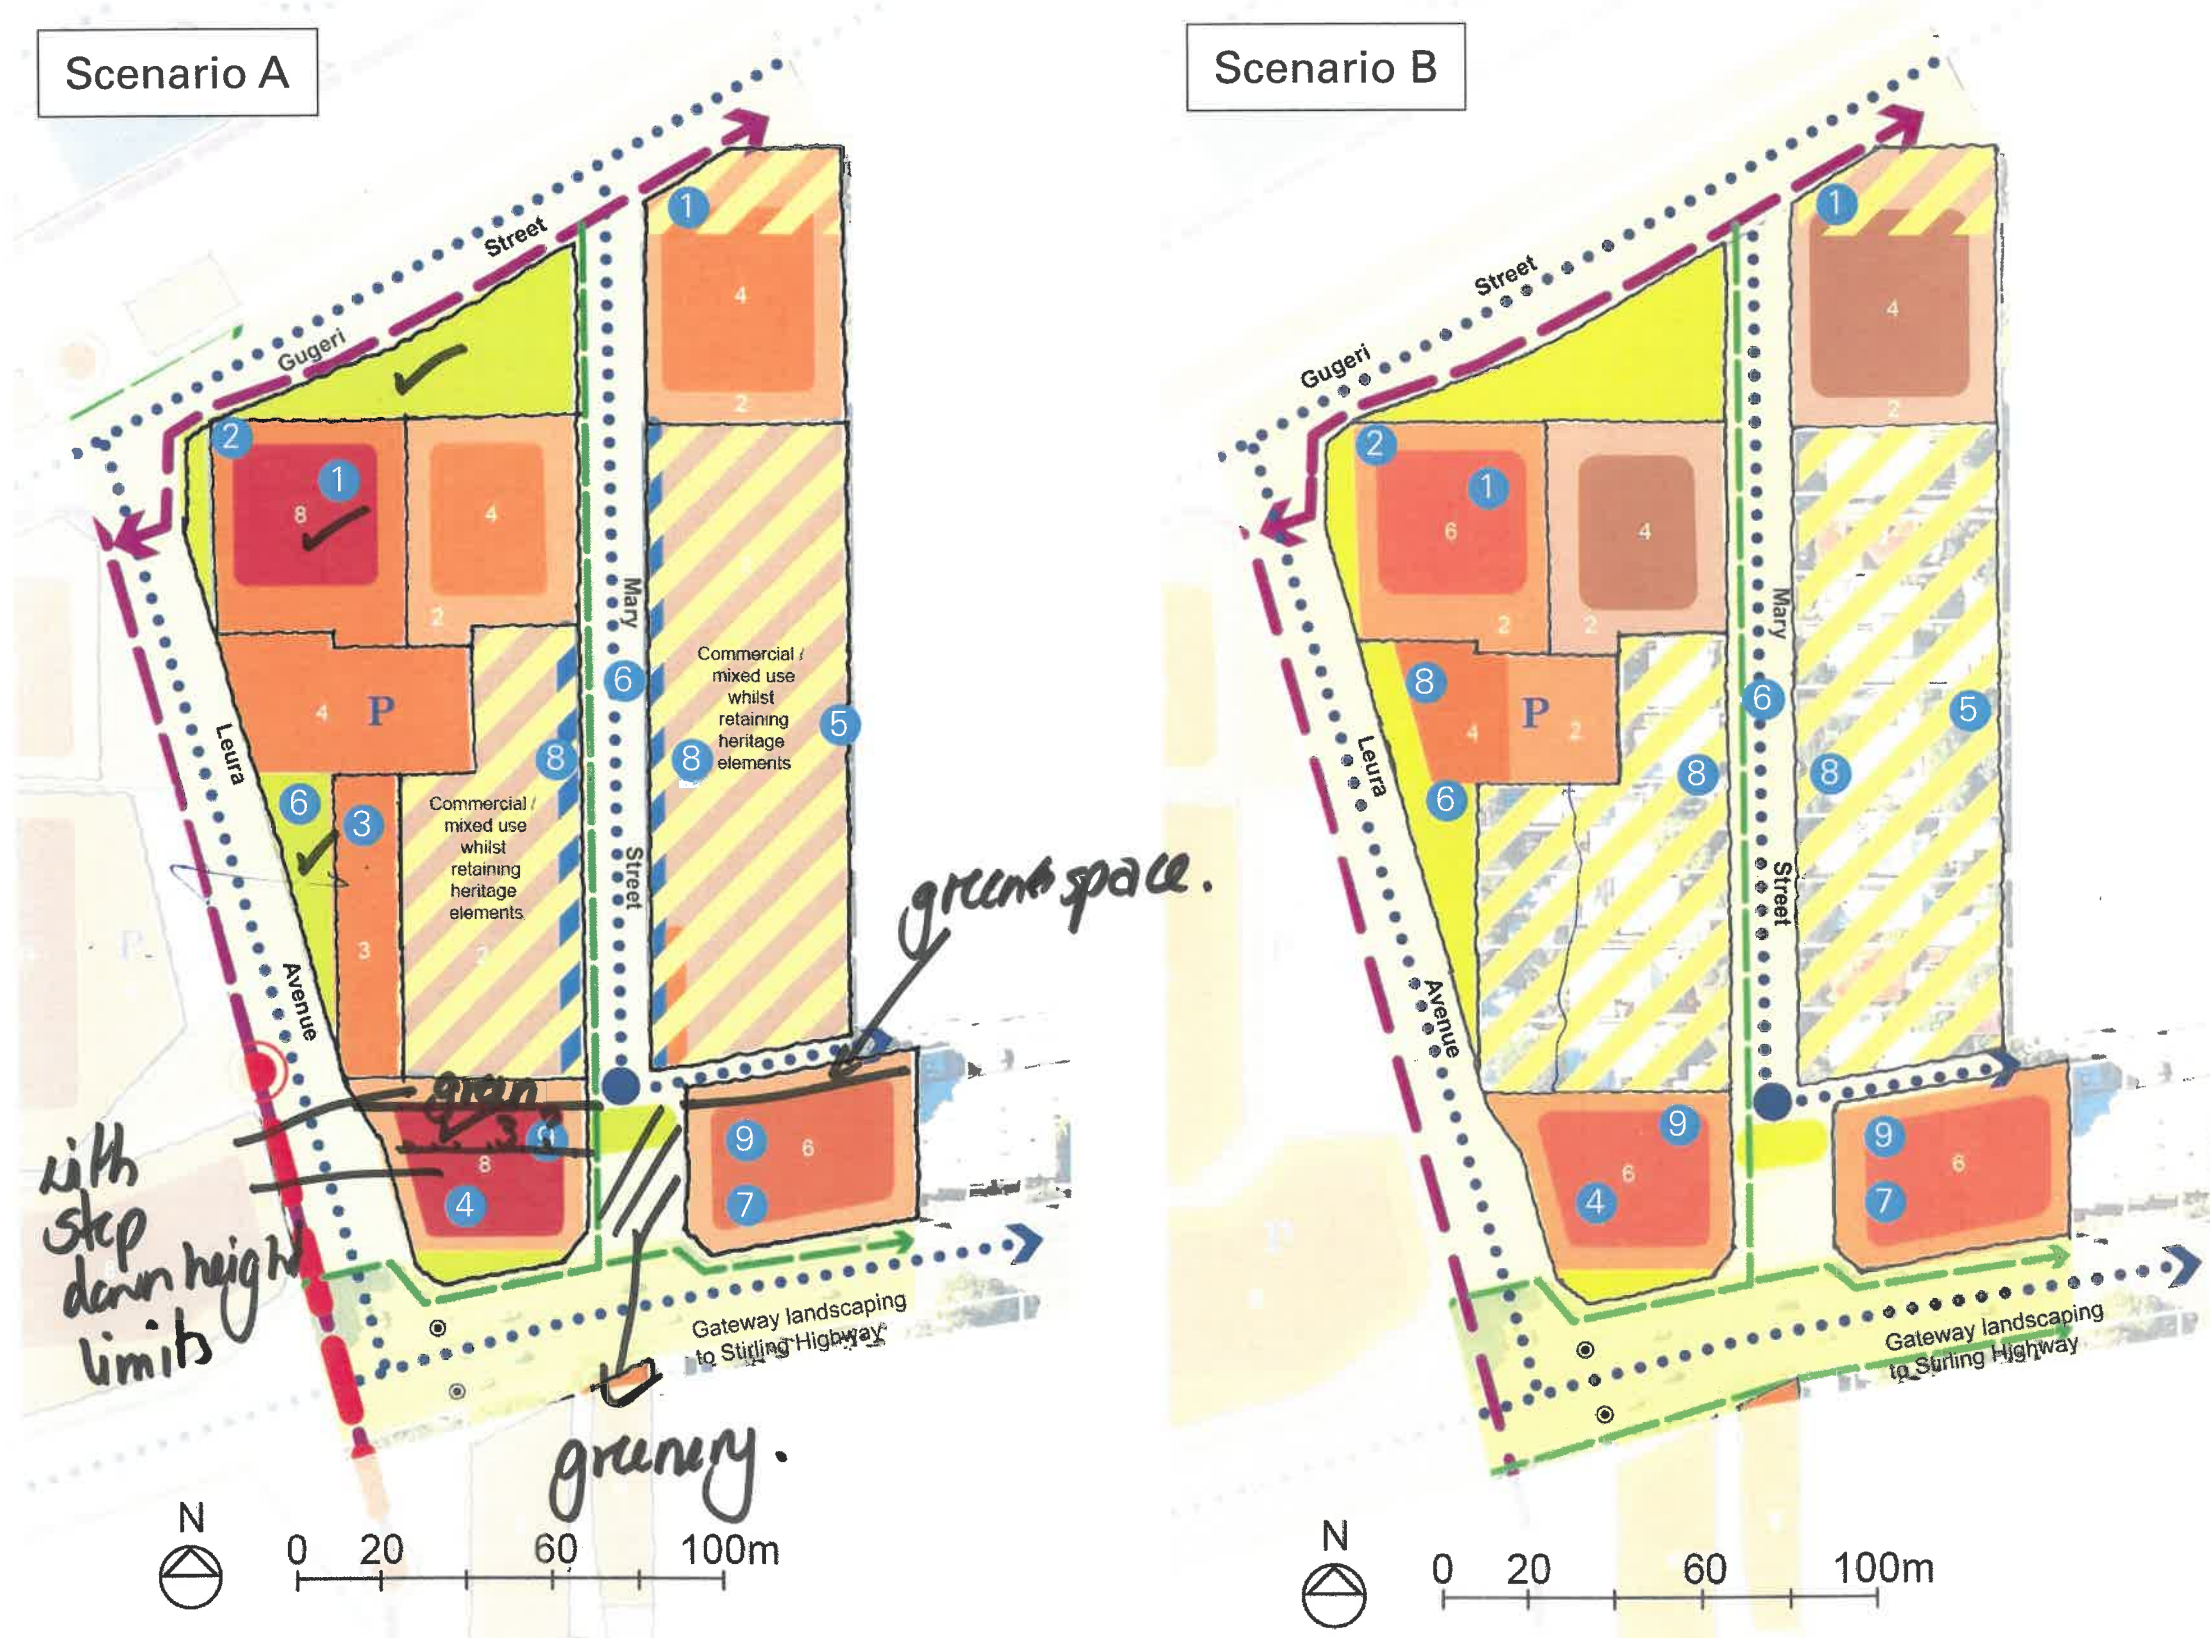 Scenario A
Gugeri
Street
1
4
2
2
1
8
4
2
4
P
Leura
Avenue
Mary
Street
6
6
3
3
8
8
5
Commercial /
mixed use
whilst
retaining
heritage
elements
Commercial /
mixed use
whilst
retaining
heritage
elements
2
green space.
green
8
4
9
7
6
with
step
down height
limits
Gateway landscaping
to Stirling Highway
greenery.
N
0 20 60 100m
Scenario B
Gugeri
Street
1
4
2
2
1
6
2
4
2
8
4
P
2
6
6
8
8
5
Mary
Street
Leura
Avenue
9
6
4
9
6
7
Gateway landscaping
to Stirling Highway
N
0 20 60 100m